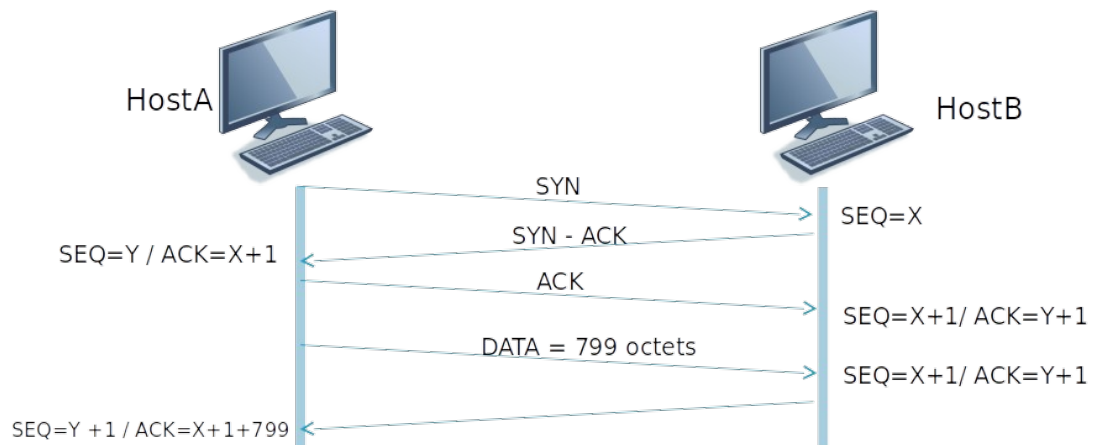 HostA
HostB
SYN
SEQ=X
SYN - ACK
SEQ=Y / ACK=X+1
ACK
SEQ=X+1/ ACK=Y+1
DATA = 799 octets
SEQ=X+1/ ACK=Y+1
SEQ=Y +1 / ACK=X+1+799